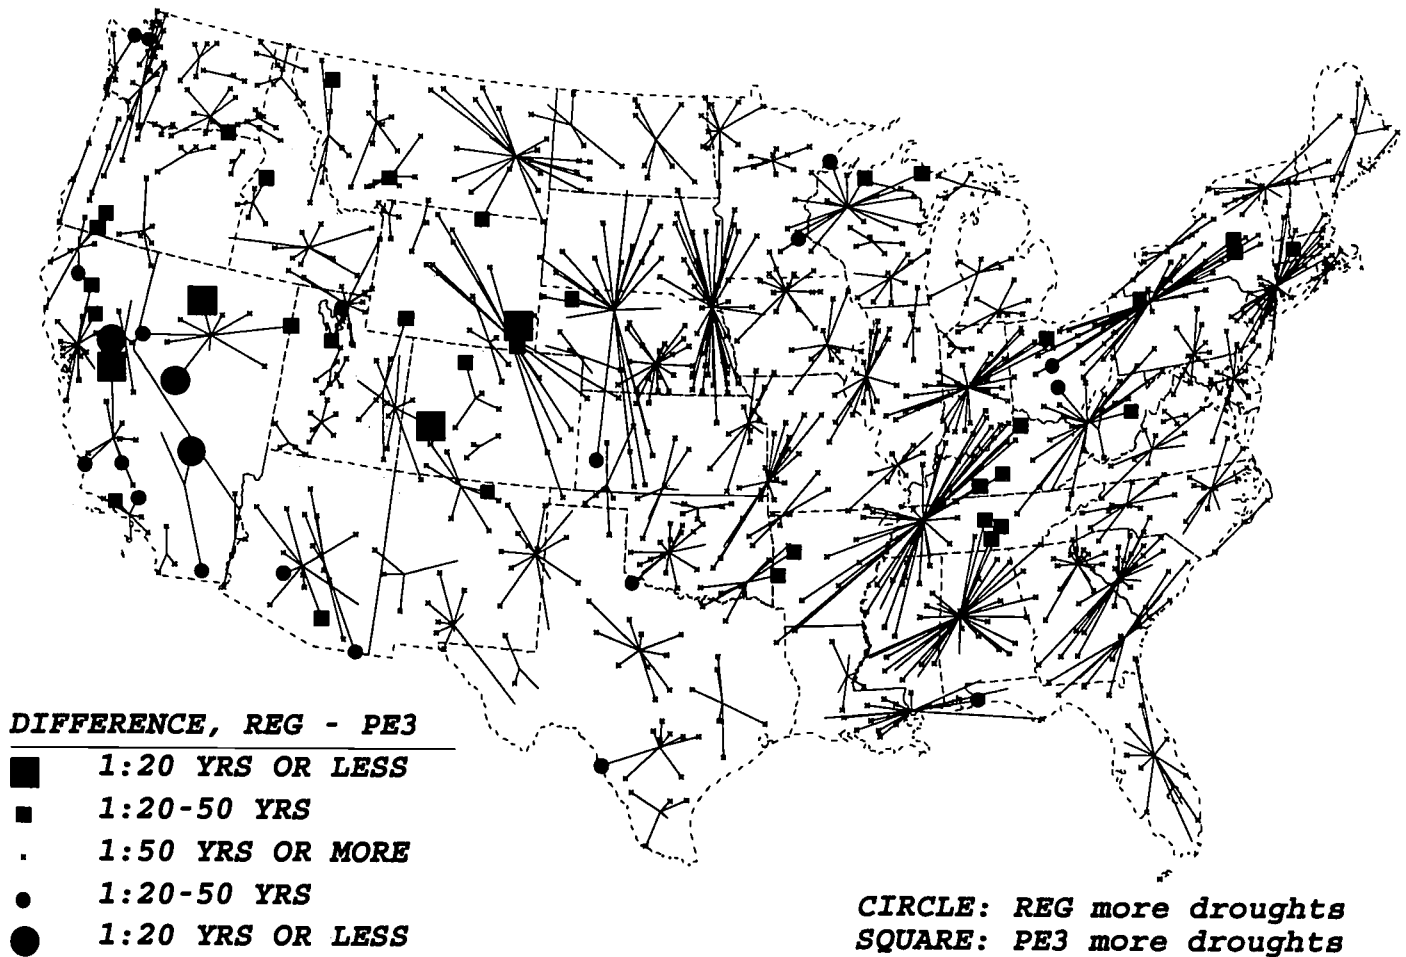 DIFFERENCE, REG - PE3
1:20 YRS OR LESS
1:20-50 YRS
1:50 YRS OR MORE
1:20-50 YRS
1:20 YRS OR LESS
CIRCLE: REG more droughts
SQUARE: PE3 more droughts